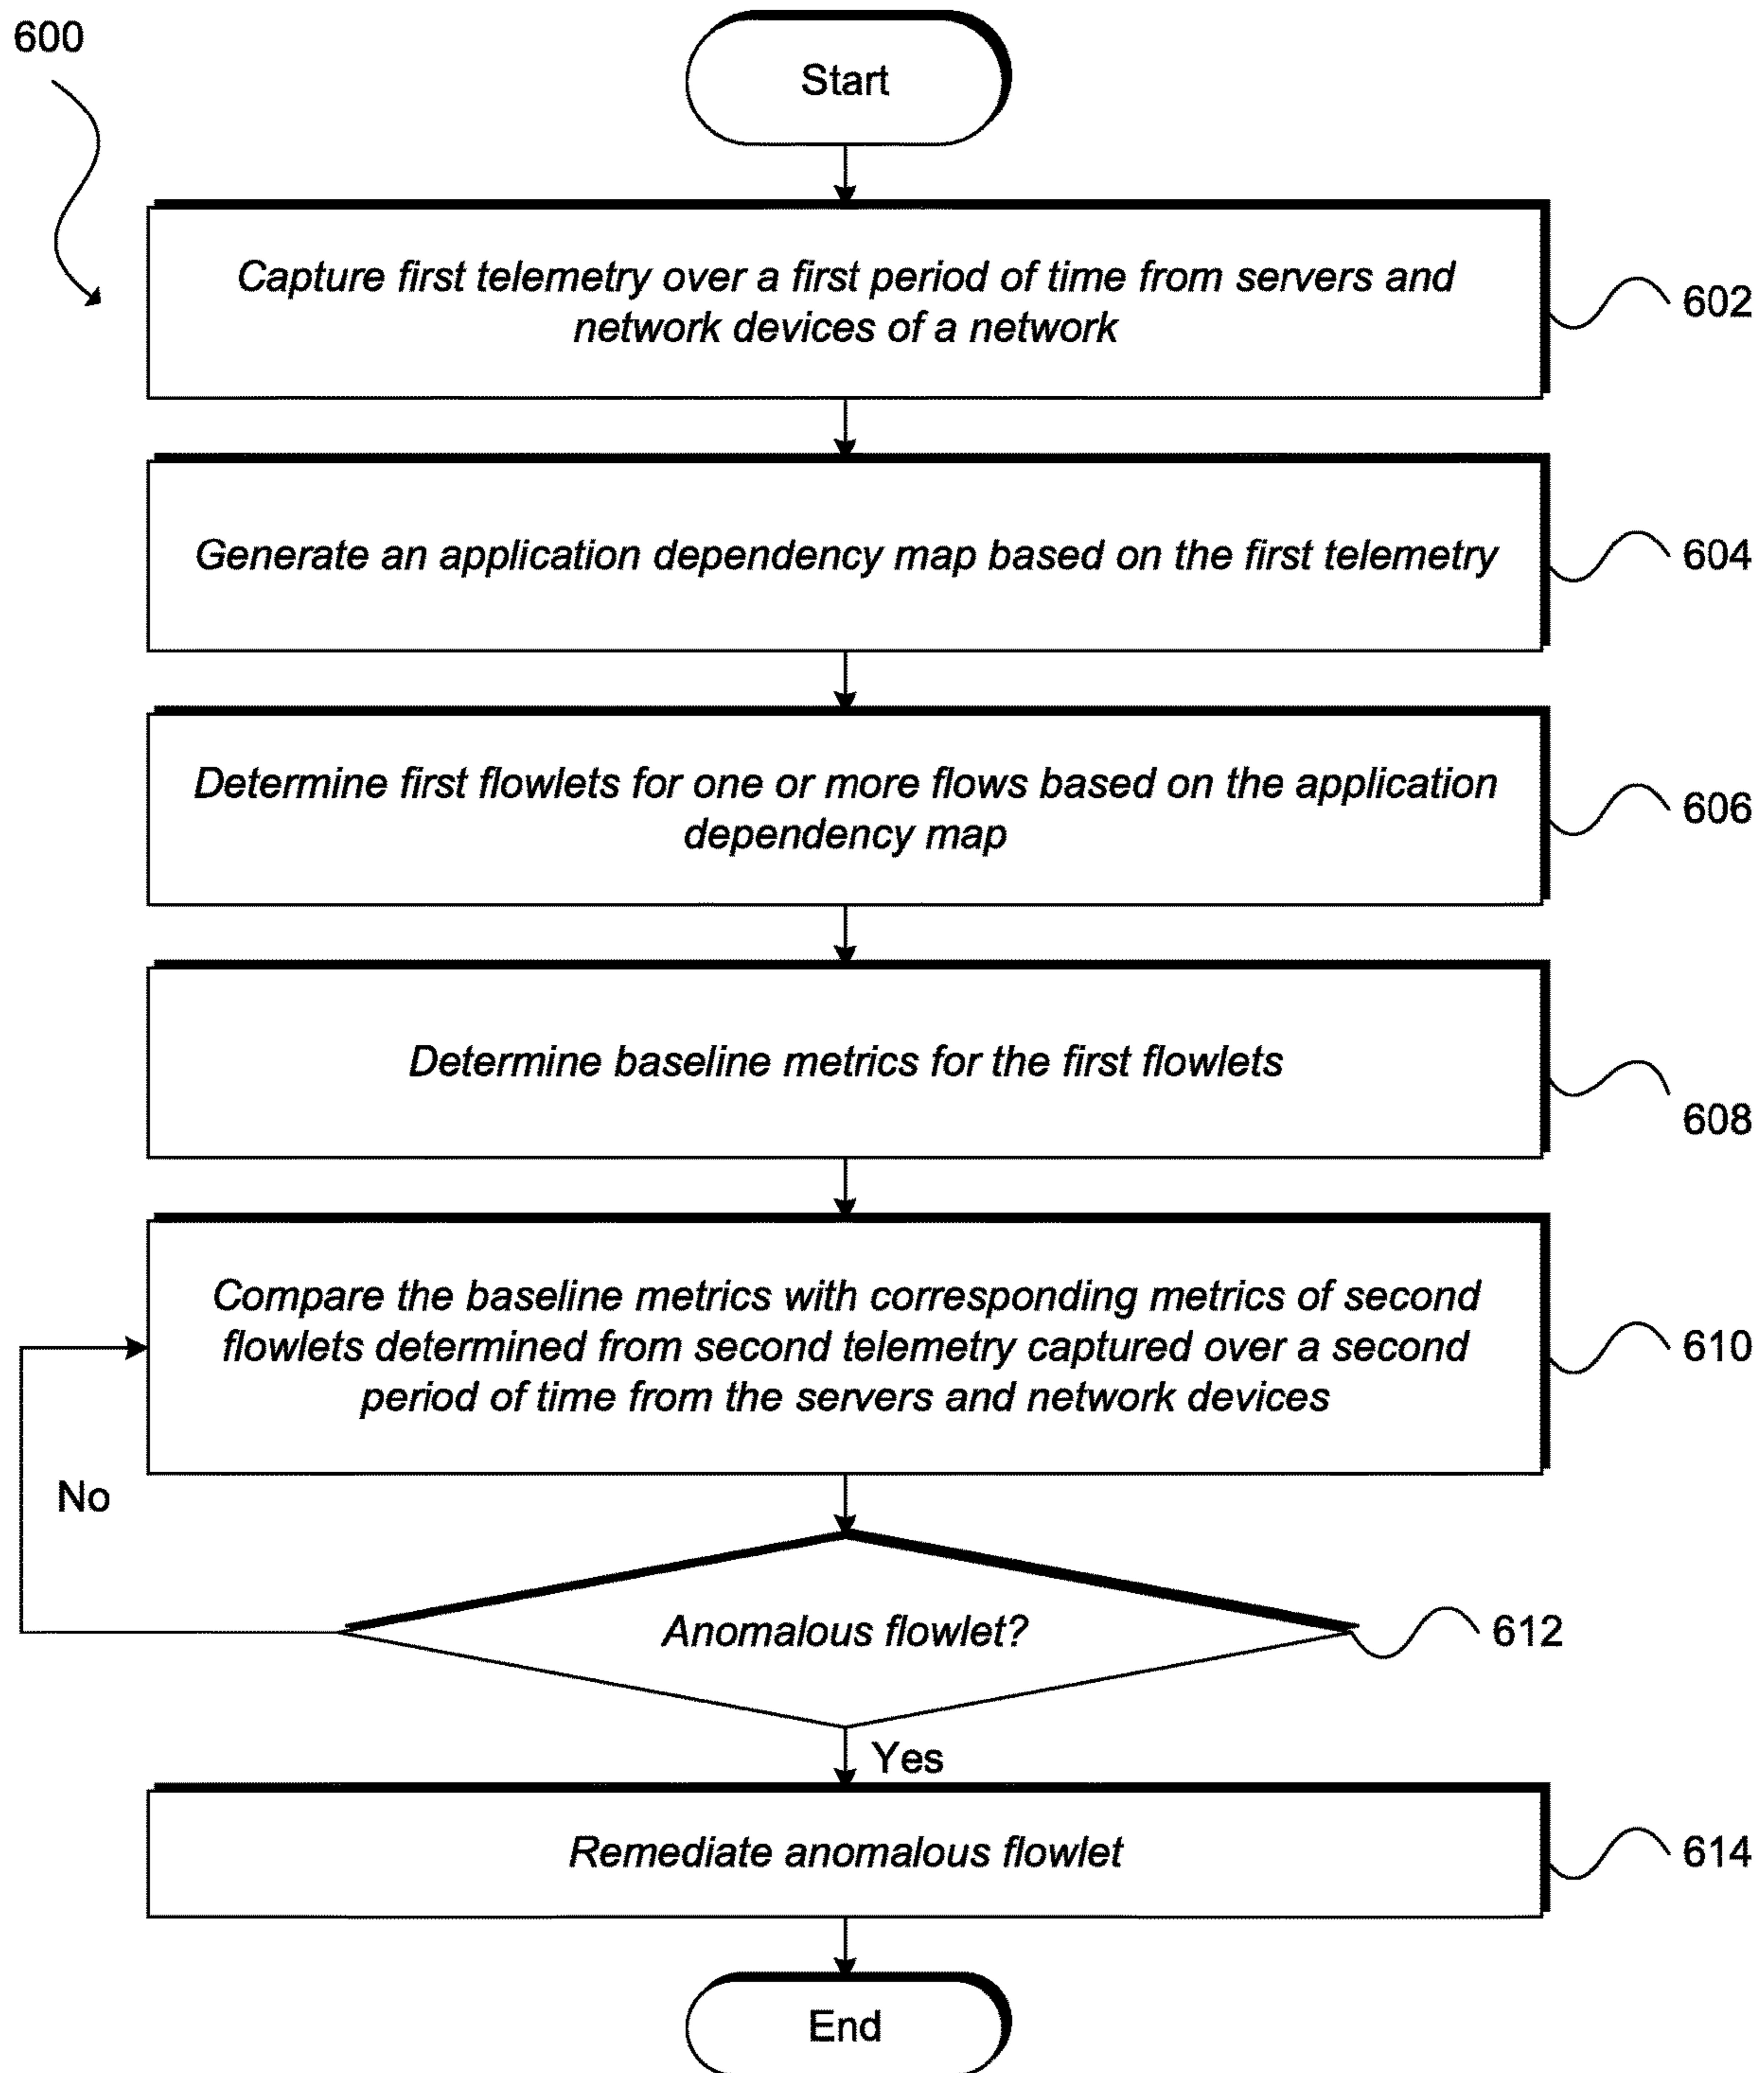 600
Start
Capture first telemetry over a first period of time from servers and
network devices of a network
602
Generate an application dependency map based on the first telemetry
604
Determine first flowlets for one or more flows based on the application
dependency map
606
Determine baseline metrics for the first flowlets
608
Compare the baseline metrics with corresponding metrics of second
flowlets determined from second telemetry captured over a second
period of time from the servers and network devices
610
No
Anomalous flowlet?
612
Yes
Remediate anomalous flowlet
614
End